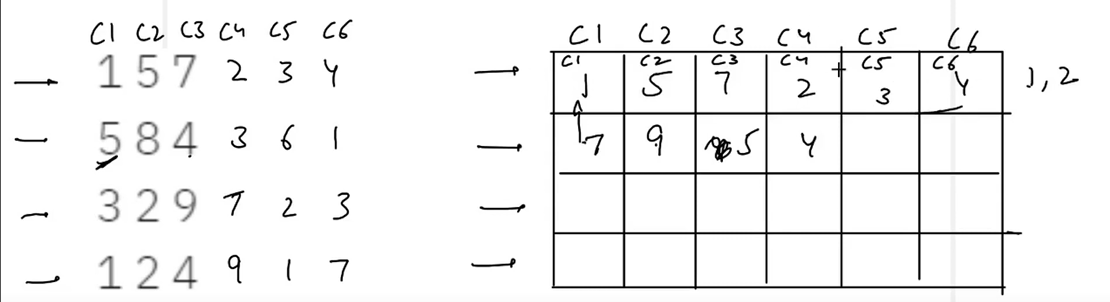 C1 C2 C3 C4 C5 C6
1 5 7 2 3 4
5 8 4 3 6 1
3 2 9 7 2 3
1 2 4 9 1 7
C1 C2 C3 C4 C5 C6
C1 C2 C3 C4 C5 C6
1 5 7 2 3 4 1,2
7 9 5 4